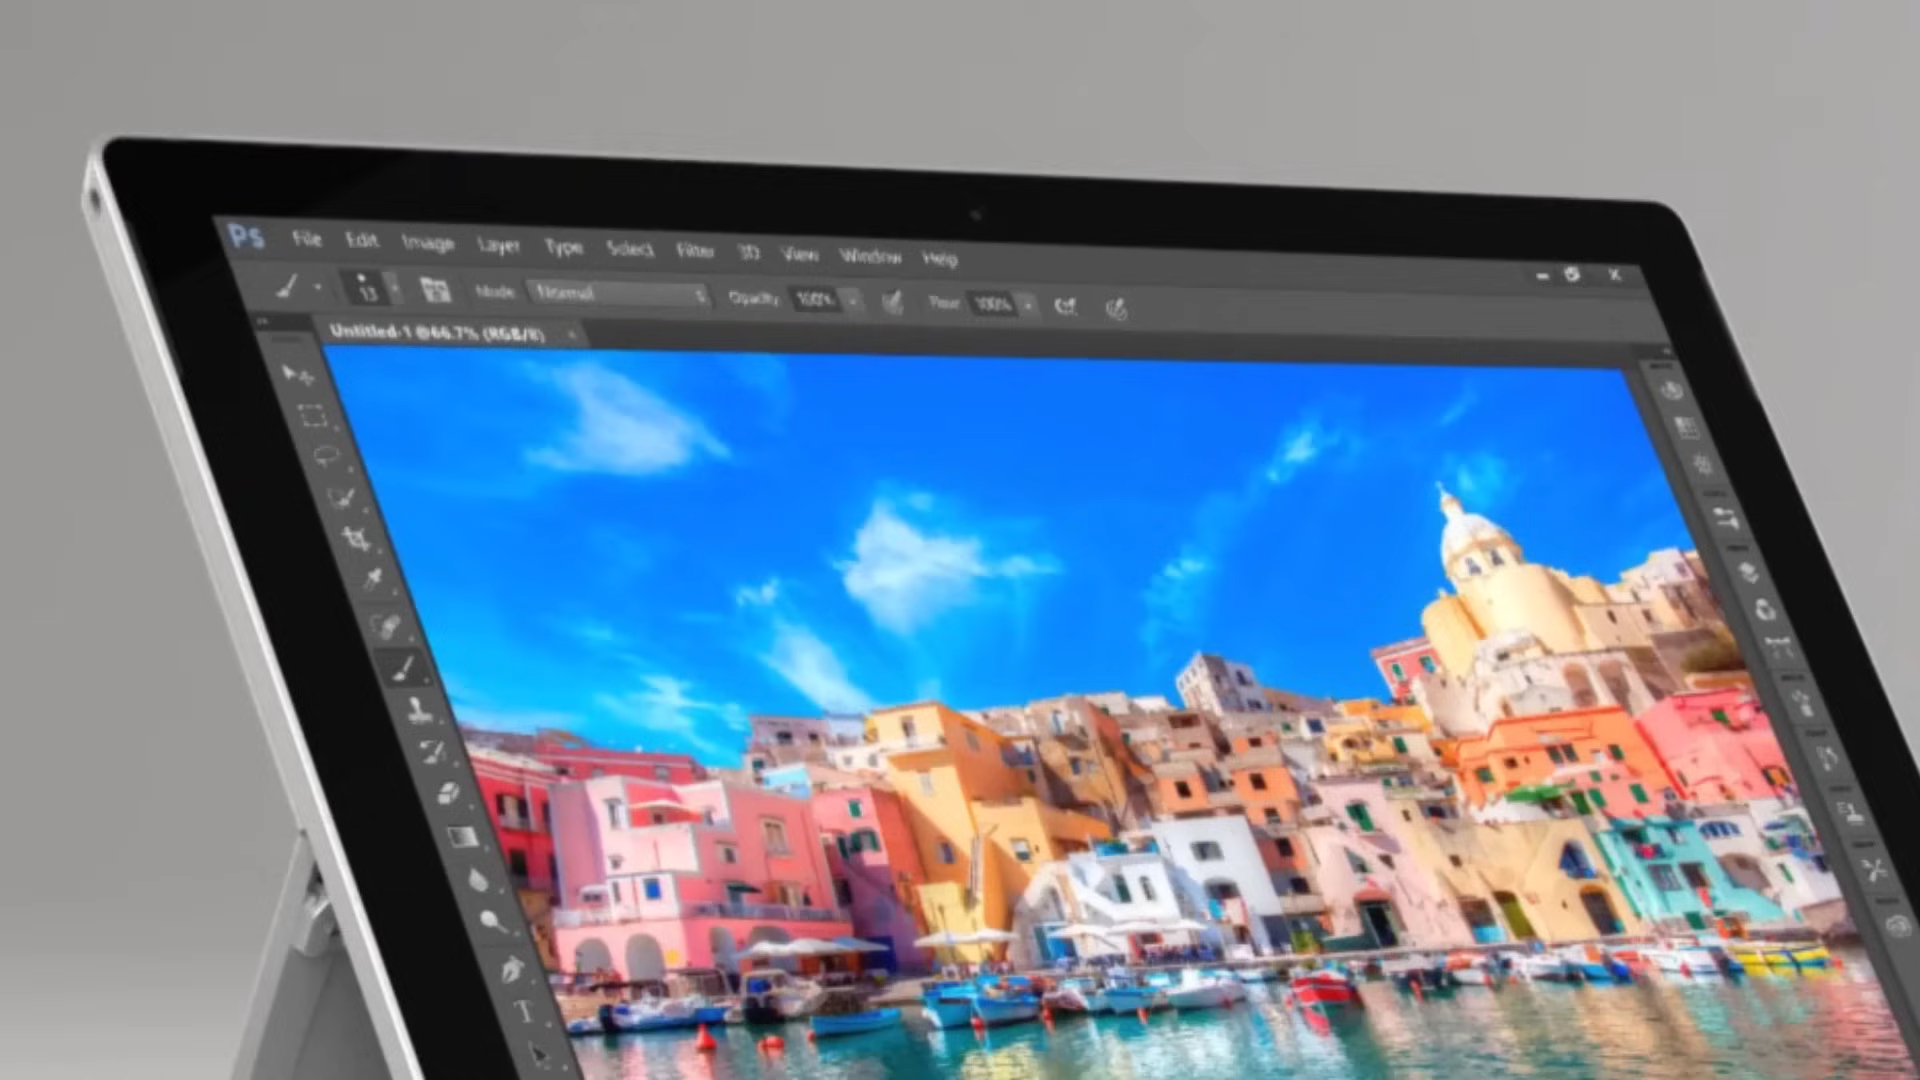 Ps File Edit Image Layer Type Select Filter 3D View Window Help
13 Mode: Normal Opacity: 100% Flow: 100%
Untitled-1 @66.7% (RGB/8) ×
T